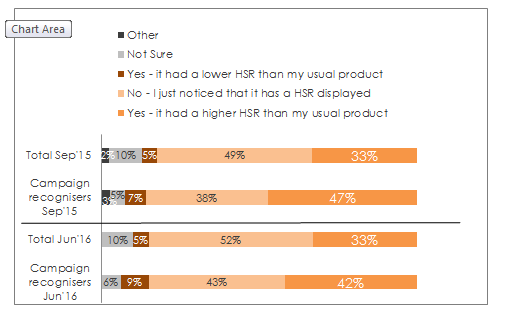 Chart Area
Other
Not Sure
Yes - it had a lower HSR than my usual product
No - I just noticed that it has a HSR displayed
Yes - it had a higher HSR than my usual product
Total Sep'15
2% 10% 5% 49% 33%
Campaign
recognisers
Sep'15
3% 5% 7% 38% 47%
Total Jun'16
10% 5% 52% 33%
Campaign
recognisers
Jun'16
6% 9% 43% 42%